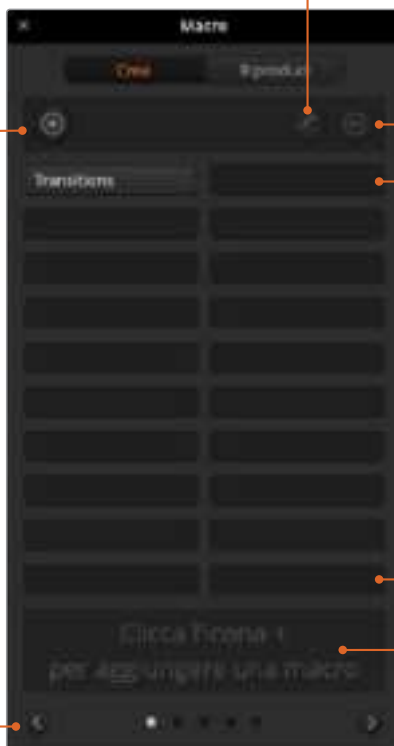 Macro
Crea
Riproduci
Transitions
Clicca l'icona +
per aggiungere una macro